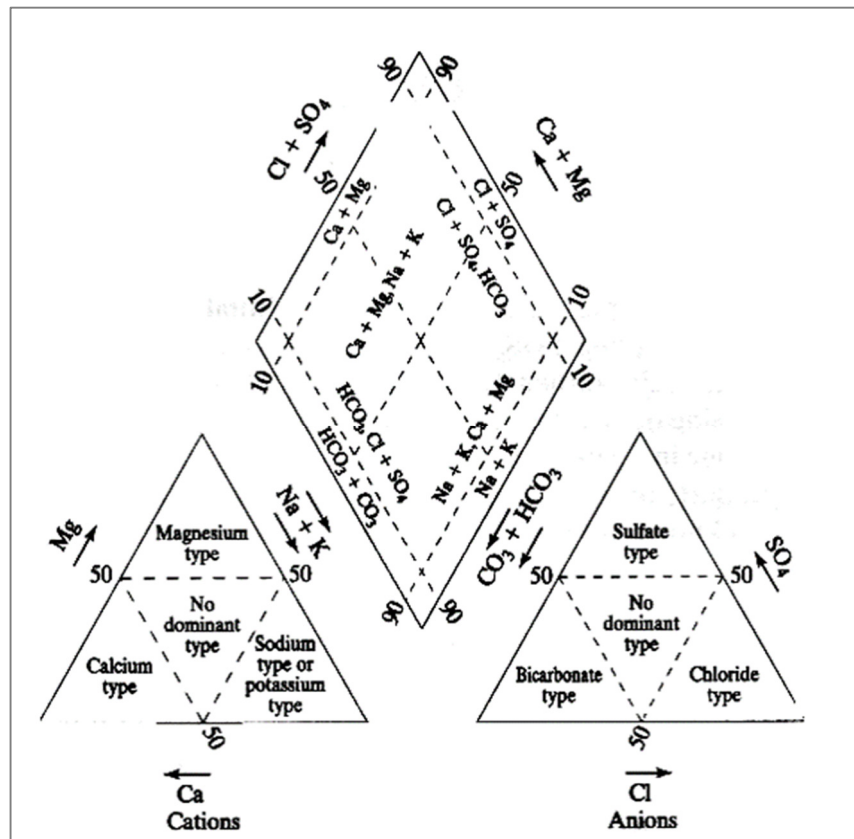 90 90
Cl + SO₄
Ca + Mg
50
50
Ca + Mg
Cl + SO₄
Ca + Mg, Na + K
Cl + SO₄, HCO₃
10
10
10
10
HCO₃, Cl + SO₄
HCO₃ + CO₃
Na + K, Ca + Mg
Na + K
90 90
Mg
Na + K
50
50
Magnesium
type
No
dominant
type
Calcium
type
Sodium
type or
potassium
type
50
Ca
Cations
CO₃ + HCO₃
SO₄
50
50
Sulfate
type
No
dominant
type
Bicarbonate
type
Chloride
type
50
Cl
Anions